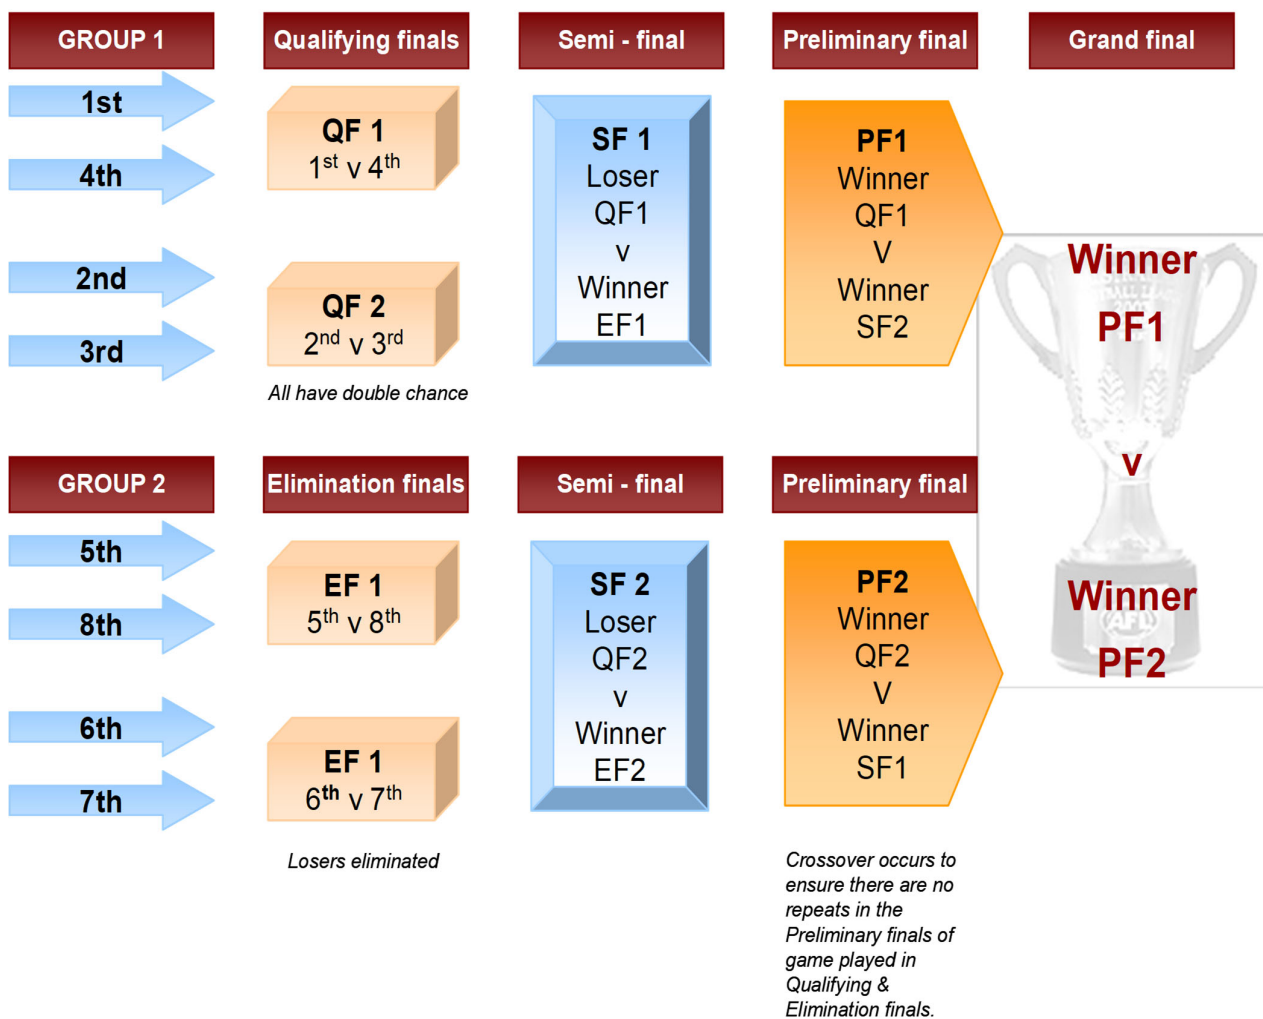 GROUP 1
Qualifying finals
Semi - final
Preliminary final
Grand final
1st
4th
2nd
3rd
QF 1
1st v 4th
QF 2
2nd v 3rd
All have double chance
SF 1
Loser
QF1
v
Winner
EF1
PF1
Winner
QF1
V
Winner
SF2
Winner
PF1
v
Winner
PF2
AFL
GROUP 2
Elimination finals
Semi - final
Preliminary final
5th
8th
6th
7th
EF 1
5th v 8th
EF 1
6th v 7th
Losers eliminated
SF 2
Loser
QF2
v
Winner
EF2
PF2
Winner
QF2
V
Winner
SF1
Crossover occurs to
ensure there are no
repeats in the
Preliminary finals of
game played in
Qualifying &
Elimination finals.